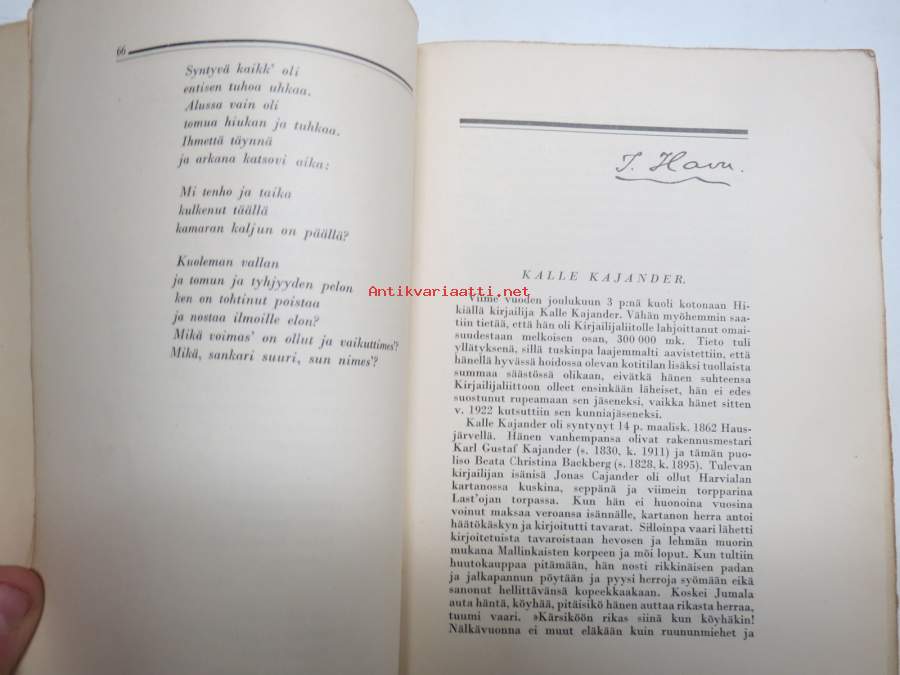 66
Syntyvä kaikk' oli
entisen tuhoa uhkaa.
Alussa vain oli
tomua hiukan ja tuhkaa.
Ihmettä täynnä
ja arkana katsovi aika:
Mi tenho ja taika
kulkenut täällä
kamaran kaljun on päällä?
Kuoleman vallan
ja tomun ja tyhjyyden pelon
ken on tohtinut poistaa
ja nostaa ilmoille elon?
Mikä voimas' on ollut ja vaikuttimes'?
Mikä, sankari suuri, sun nimes'?
Antikvariaatti.net
I. Havu.
KALLE KAJANDER.
Viime vuoden joulukuun 3 p:nä kuoli kotonaan Hi-
kiällä kirjailija Kalle Kajander. Vähän myöhemmin saa-
tiin tietää, että hän oli Kirjailijaliitolle lahjoittanut omai-
suudestaan melkoisen osan, 300 000 mk. Tieto tuli
yllätyksenä, sillä tuskinpa laajemmalti aavistettiin, että
hänellä hyvässä hoidossa olevan kotitilan lisäksi tuollaista
summaa säästössä olikaan, eivätkä hänen suhteensa
Kirjailijaliittoon olleet ensinkään läheiset, hän ei edes
suostunut rupeamaan sen jäseneksi, vaikka hänet sitten
v. 1922 kutsuttiin sen kunniajäseneksi.
Kalle Kajander oli syntynyt 14 p. maalisk. 1862 Haus-
järvellä. Hänen vanhempansa olivat rakennusmestari
Karl Gustaf Kajander (s. 1830, k. 1911) ja tämän puo-
liso Beata Christina Backberg (s. 1828, k. 1895). Tulevan
kirjailijan isänisä Jonas Cajander oli ollut Harvialan
kartanossa kuskina, seppänä ja viimein torpparina
Last'ojan torpassa. Kun hän ei huonoina vuosina
voinut maksaa veroansa isännälle, kartanon herra antoi
häätökäskyn ja kirjoitutti tavarat. Silloinpa vaari lähetti
kirjoitetuista tavaroistaan hevosen ja lehmän muorin
mukana Mallinkaisten korpeen ja möi loput. Kun tultiin
huutokauppaa pitämään, hän nosti rikkinäisen padan
ja jalkapannun pöytään ja pyysi herroja syömään eikä
sanonut hellittävänsä kopeekkaakaan. Koskei Jumala
auta häntä, köyhää, pitäisikö hänen auttaa rikasta herraa,
tuumi vaari. »Kärsiköön rikas siinä kuin köyhäkin!
Nälkävuonna ei muut eläkään kuin ruununmiehet ja